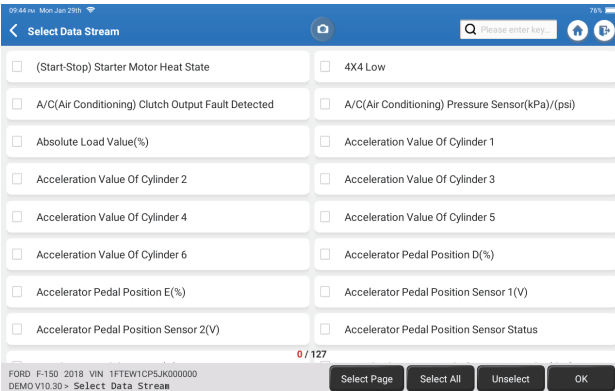 09:44 PM Mon Jan 29th
76%
Select Data Stream
Please enter key...
(Start-Stop) Starter Motor Heat State
4X4 Low
A/C(Air Conditioning) Clutch Output Fault Detected
A/C(Air Conditioning) Pressure Sensor(kPa)/(psi)
Absolute Load Value(%)
Acceleration Value Of Cylinder 1
Acceleration Value Of Cylinder 2
Acceleration Value Of Cylinder 3
Acceleration Value Of Cylinder 4
Acceleration Value Of Cylinder 5
Acceleration Value Of Cylinder 6
Accelerator Pedal Position D(%)
Accelerator Pedal Position E(%)
Accelerator Pedal Position Sensor 1(V)
Accelerator Pedal Position Sensor 2(V)
Accelerator Pedal Position Sensor Status
0 / 127
FORD F-150 2018 VIN 1FTEW1CP5JK000000
DEMO V10.30 > Select Data Stream
Select Page
Select All
Unselect
OK